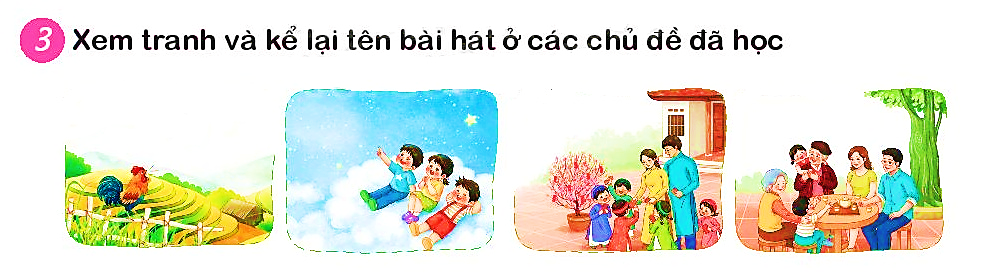 3 Xem tranh và kể lại tên bài hát ở các chủ đề đã học